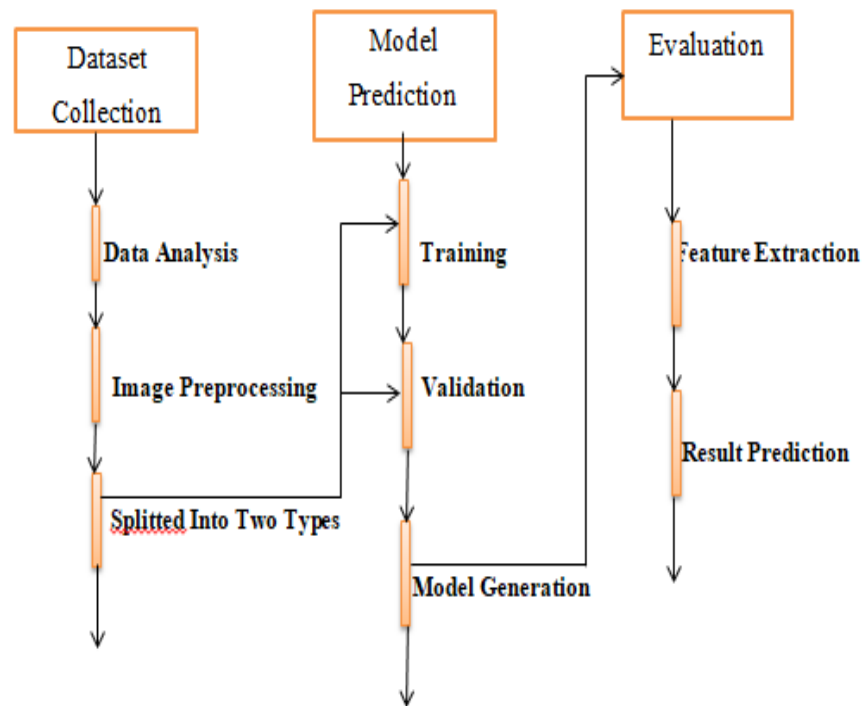 Dataset
Collection
Data Analysis
Image Preprocessing
Splitted Into Two Types
Model
Prediction
Training
Validation
Model Generation
Evaluation
Feature Extraction
Result Prediction